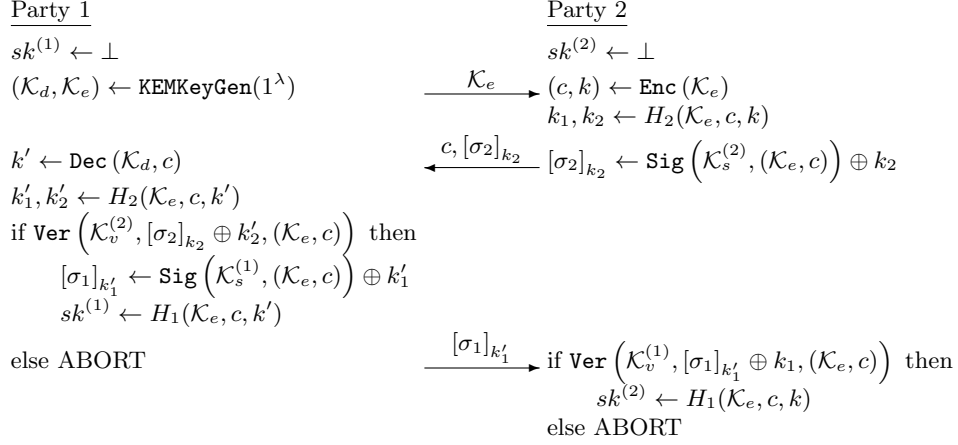 Party 1 Party 2
sk^{(1)} ← ⊥ sk^{(2)} ← ⊥
(𝒦_d, 𝒦_e) ← KEMKeyGen(1^λ) 𝒦_e (c, k) ← Enc (𝒦_e)
k_1, k_2 ← H_2(𝒦_e, c, k)
k′ ← Dec (𝒦_d, c) c, [σ_2]_{k_2} [σ_2]_{k_2} ← Sig (𝒦_s^{(2)}, (𝒦_e, c)) ⊕ k_2
k′_1, k′_2 ← H_2(𝒦_e, c, k′)
if Ver (𝒦_v^{(2)}, [σ_2]_{k_2} ⊕ k′_2, (𝒦_e, c)) then
[σ_1]_{k′_1} ← Sig (𝒦_s^{(1)}, (𝒦_e, c)) ⊕ k′_1
sk^{(1)} ← H_1(𝒦_e, c, k′)
else ABORT [σ_1]_{k′_1} if Ver (𝒦_v^{(1)}, [σ_1]_{k′_1} ⊕ k_1, (𝒦_e, c)) then
sk^{(2)} ← H_1(𝒦_e, c, k)
else ABORT